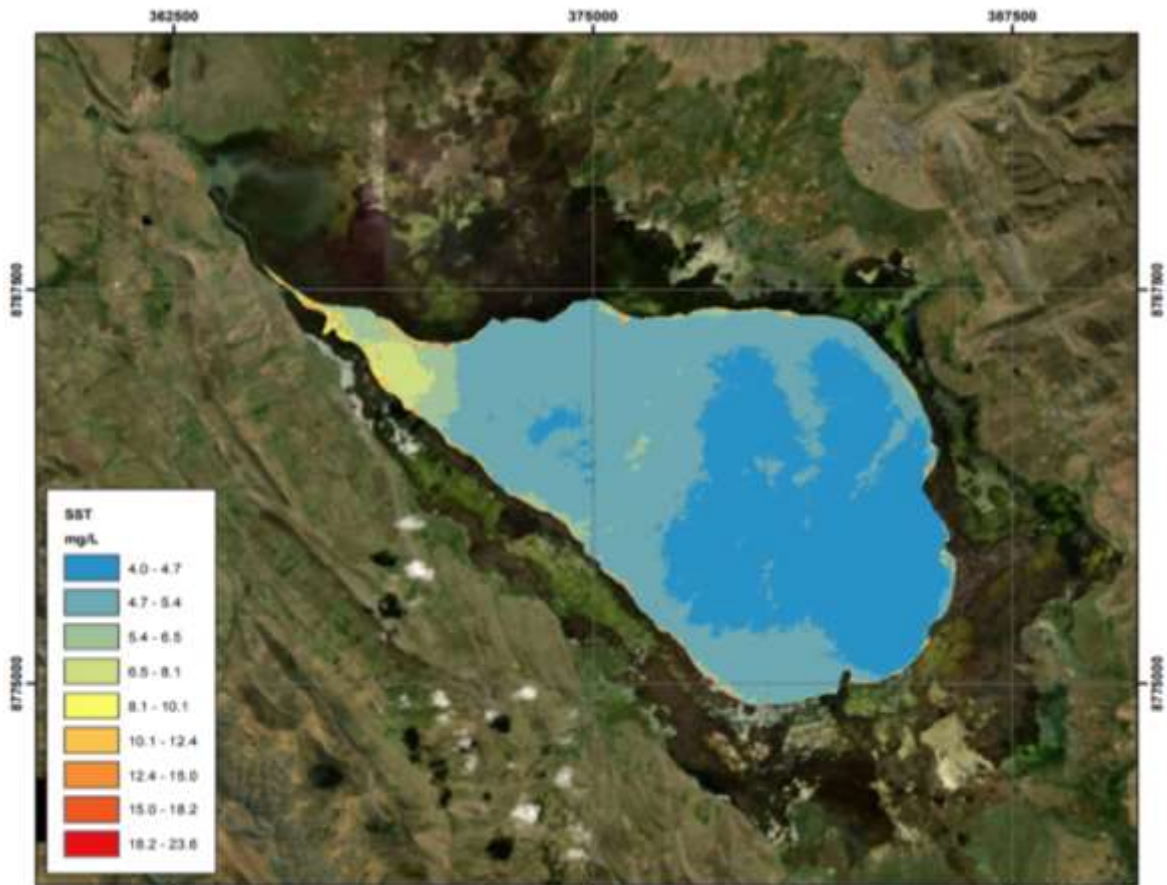 362500 375000 387500
8787500 8787500
SST
mg/L
4.0 - 4.7
4.7 - 5.4
5.4 - 6.5
6.5 - 8.1
8.1 - 10.1
10.1 - 12.4
12.4 - 15.0
15.0 - 18.2
18.2 - 23.6
8775000 8775000